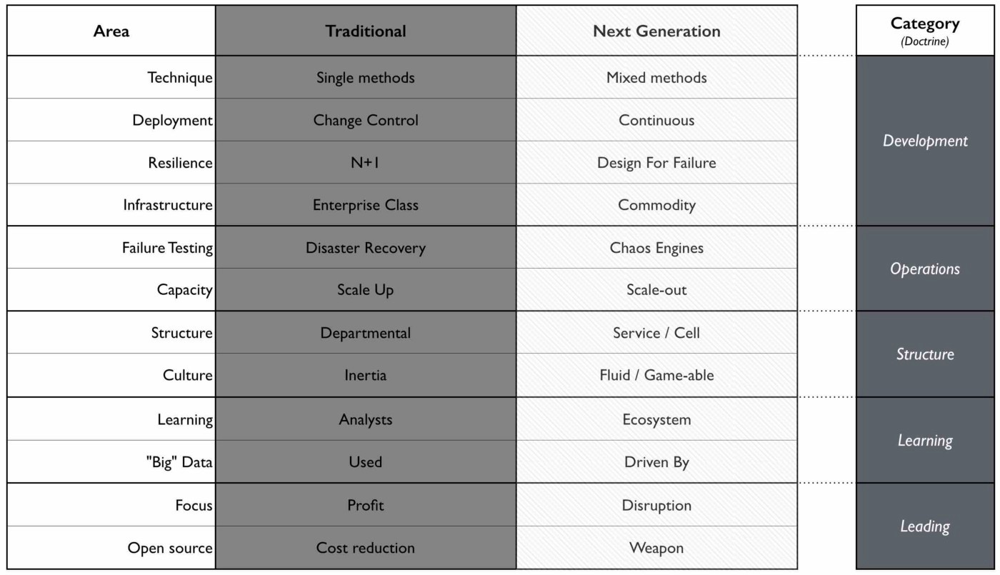 Area Traditional Next Generation Category
(Doctrine)
Technique Single methods Mixed methods
Deployment Change Control Continuous
Development
Resilience N+1 Design For Failure
Infrastructure Enterprise Class Commodity
Failure Testing Disaster Recovery Chaos Engines
Operations
Capacity Scale Up Scale-out
Structure Departmental Service / Cell
Structure
Culture Inertia Fluid / Game-able
Learning Analysts Ecosystem
Learning
"Big" Data Used Driven By
Focus Profit Disruption
Leading
Open source Cost reduction Weapon